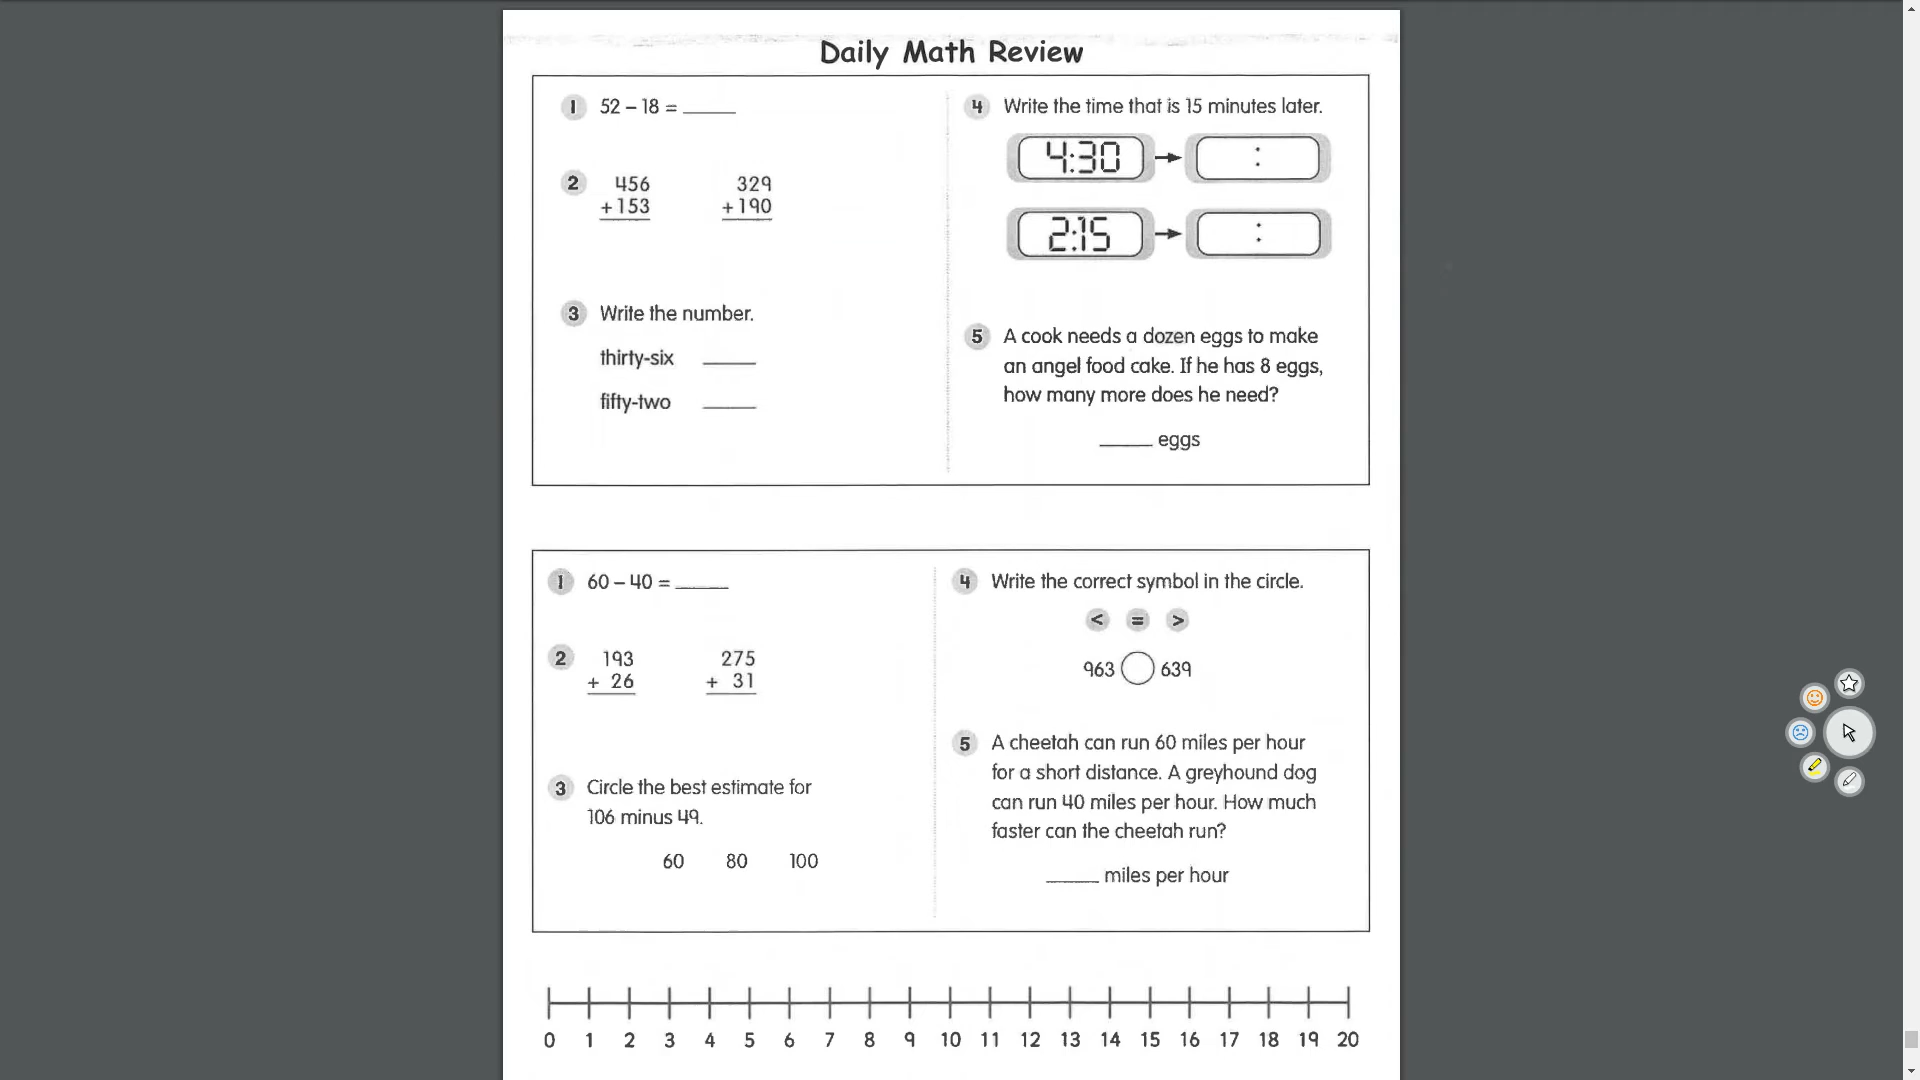 Daily Math Review
1 52 – 18 = _____
2 456 329
+153 +190
3 Write the number.
thirty-six _____
fifty-two _____
4 Write the time that is 15 minutes later.
4:30 → :
2:15 → :
5 A cook needs a dozen eggs to make
an angel food cake. If he has 8 eggs,
how many more does he need?
_____ eggs
1 60 – 40 = _____
2 193 275
+ 26 + 31
3 Circle the best estimate for
106 minus 49.
60 80 100
4 Write the correct symbol in the circle.
< = >
963 ◯ 639
5 A cheetah can run 60 miles per hour
for a short distance. A greyhound dog
can run 40 miles per hour. How much
faster can the cheetah run?
_____ miles per hour
0 1 2 3 4 5 6 7 8 9 10 11 12 13 14 15 16 17 18 19 20